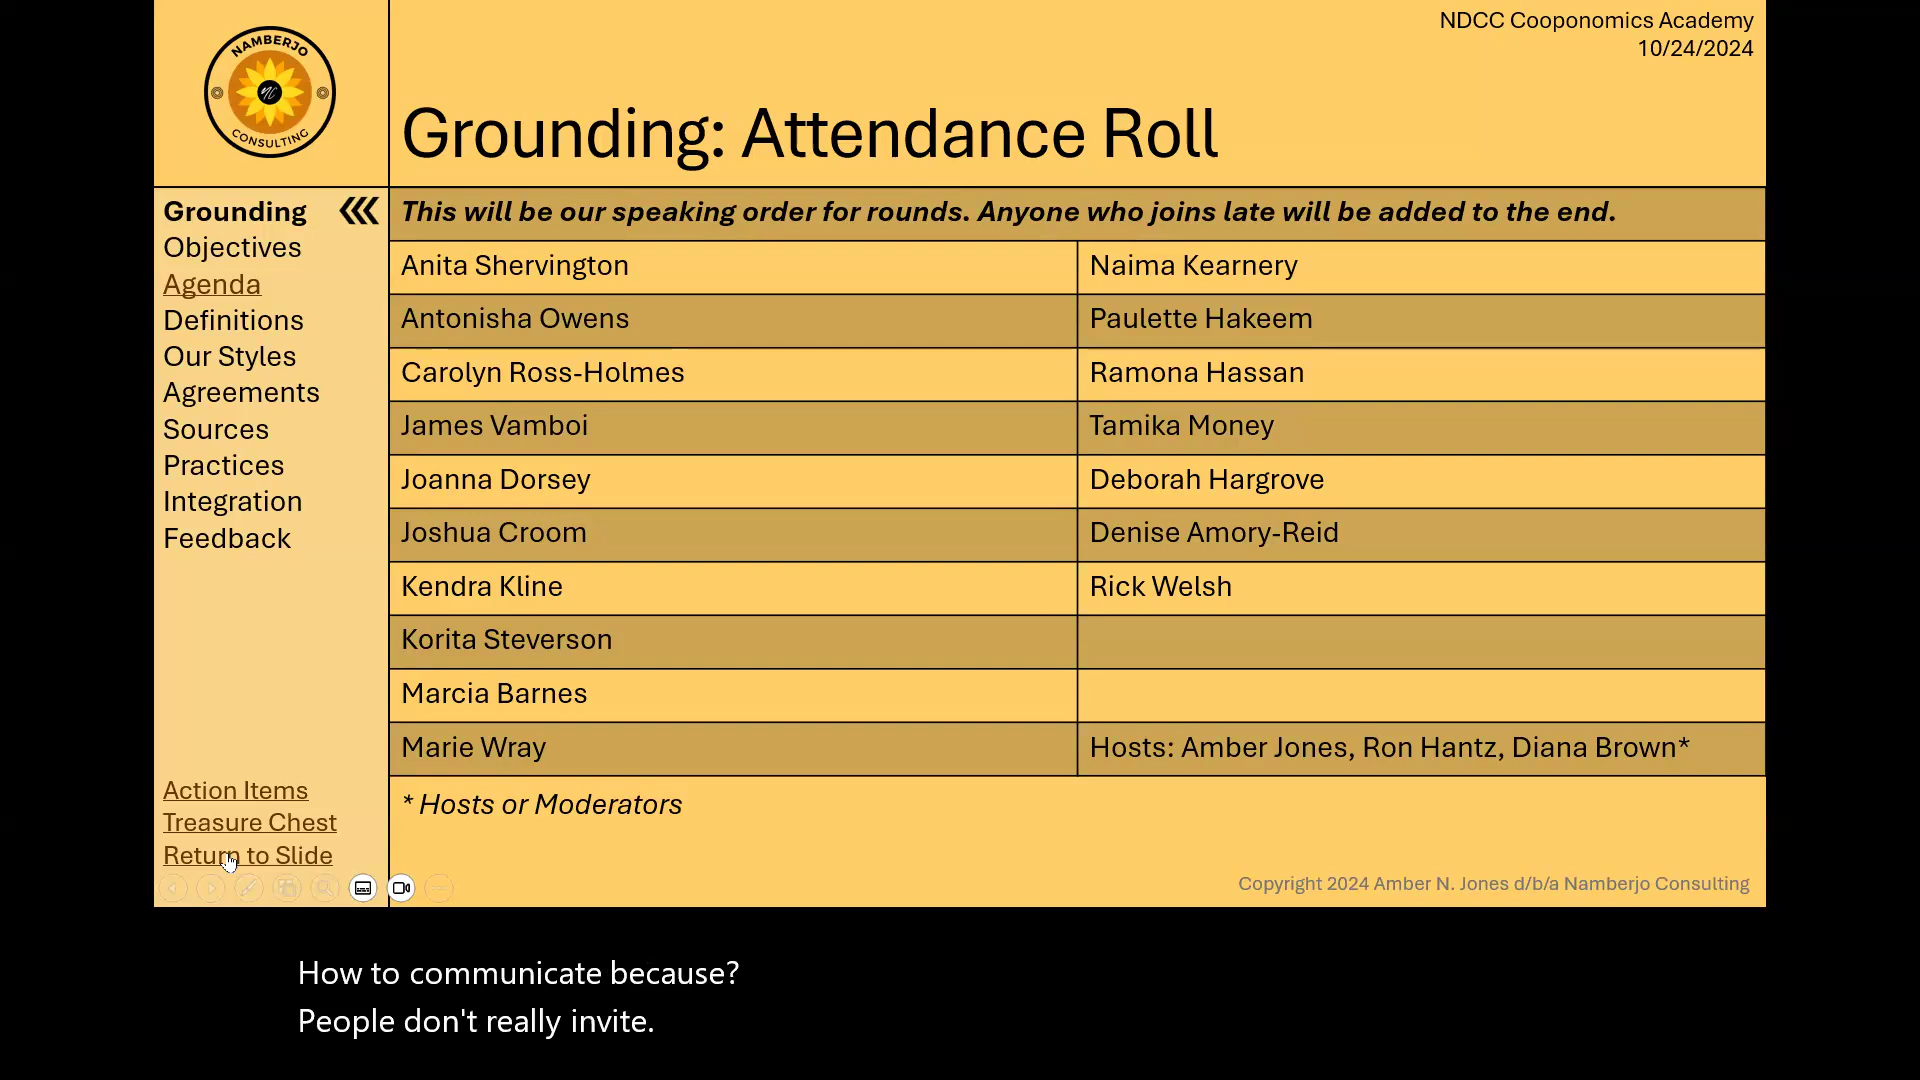 NAMBERJO
CONSULTING
NDCC Cooponomics Academy
10/24/2024
Grounding: Attendance Roll
Grounding
Objectives
Agenda
Definitions
Our Styles
Agreements
Sources
Practices
Integration
Feedback
Action Items
Treasure Chest
Return to Slide
This will be our speaking order for rounds. Anyone who joins late will be added to the end.
Anita Shervington
Naima Kearnery
Antonisha Owens
Paulette Hakeem
Carolyn Ross-Holmes
Ramona Hassan
James Vamboi
Tamika Money
Joanna Dorsey
Deborah Hargrove
Joshua Croom
Denise Amory-Reid
Kendra Kline
Rick Welsh
Korita Steverson
Marcia Barnes
Marie Wray
Hosts: Amber Jones, Ron Hantz, Diana Brown*
* Hosts or Moderators
Copyright 2024 Amber N. Jones d/b/a Namberjo Consulting
How to communicate because?
People don't really invite.